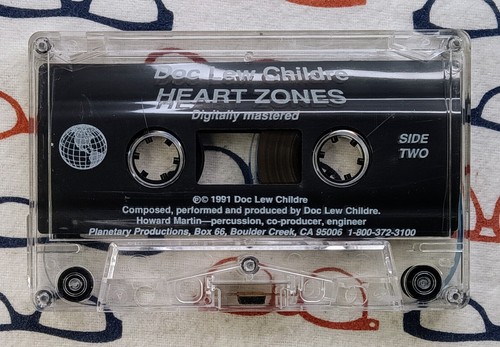 Doc Lew Childre
HEART ZONES
Digitally mastered
SIDE
TWO
℗© 1991 Doc Lew Childre
Composed, performed and produced by Doc Lew Childre.
Howard Martin—percussion, co-producer, engineer
Planetary Productions, Box 66, Boulder Creek, CA 95006 1-800-372-3100